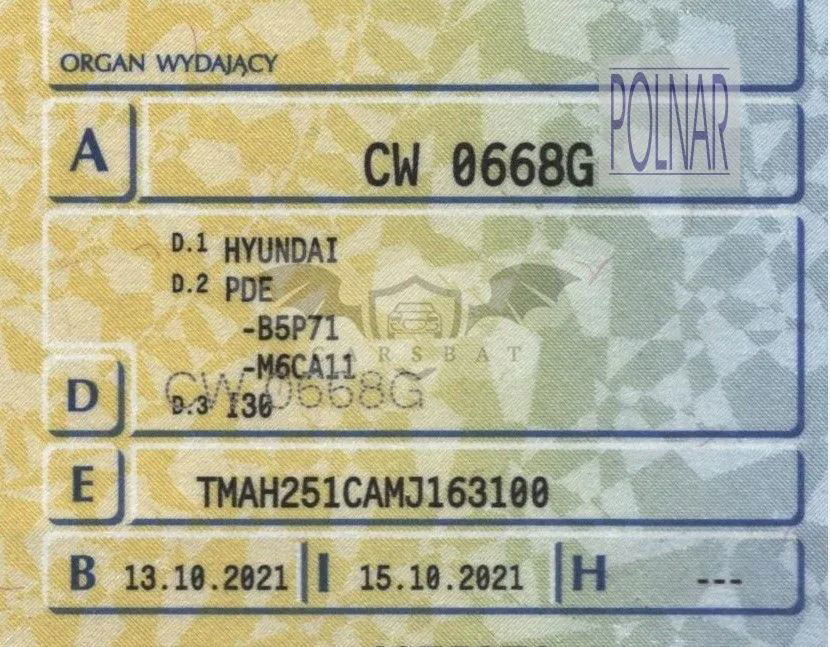 ORGAN WYDAJĄCY
POLNAR
A CW 0668G
D.1 HYUNDAI
D.2 PDE
-B5P71
CARSBAT
-M6CA11
CW 0668G
D D.3 I30
E TMAH251CAMJ163100
B 13.10.2021 I 15.10.2021 H ---